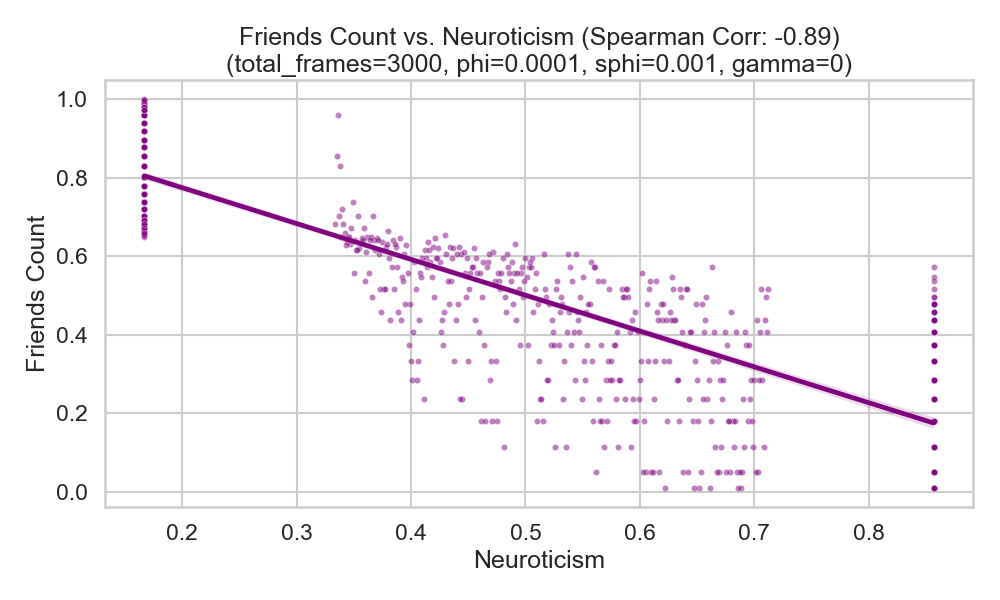 Friends Count vs. Neuroticism (Spearman Corr: -0.89)
(total_frames=3000, phi=0.0001, sphi=0.001, gamma=0)
Friends Count
1.0
0.8
0.6
0.4
0.2
0.0
0.2 0.3 0.4 0.5 0.6 0.7 0.8
Neuroticism